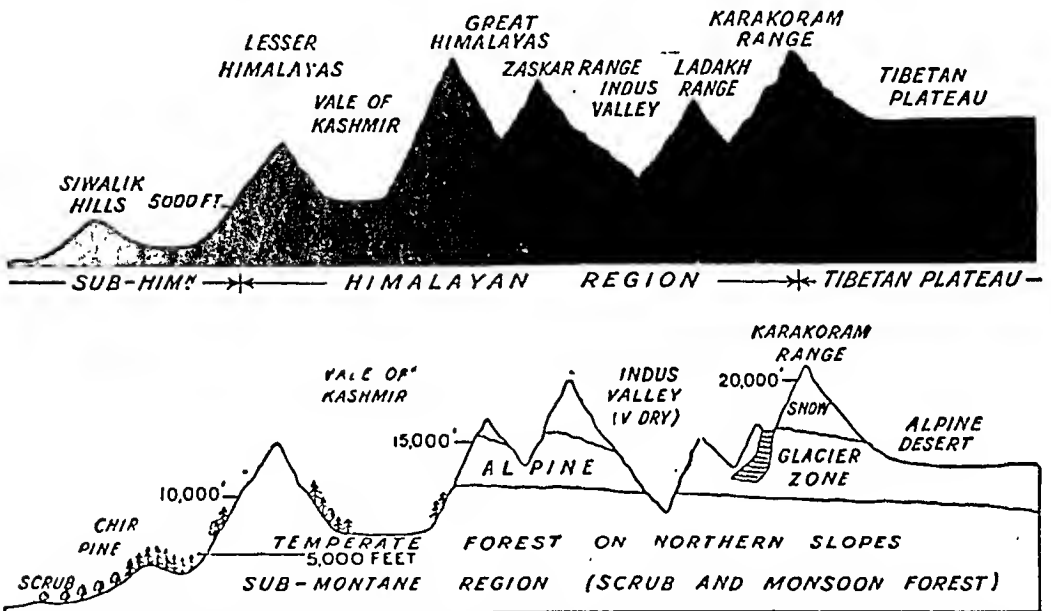 LESSER
HIMALAYAS
GREAT
HIMALAYAS
KARAKORAM
RANGE
VALE OF
KASHMIR
ZASKAR RANGE
INDUS
VALLEY
LADAKH
RANGE
TIBETAN
PLATEAU
SIWALIK
HILLS
5000 FT
SUB-HIMN
HIMALAYAN REGION
TIBETAN PLATEAU
VALE OF
KASHMIR
INDUS
VALLEY
(V DRY)
KARAKORAM
RANGE
20,000'
SNOW
ALPINE
DESERT
15,000'
ALPINE
GLACIER
ZONE
10,000'
CHIR
PINE
SCRUB
TEMPERATE FOREST ON NORTHERN SLOPES
5,000 FEET
SUB-MONTANE REGION (SCRUB AND MONSOON FOREST)